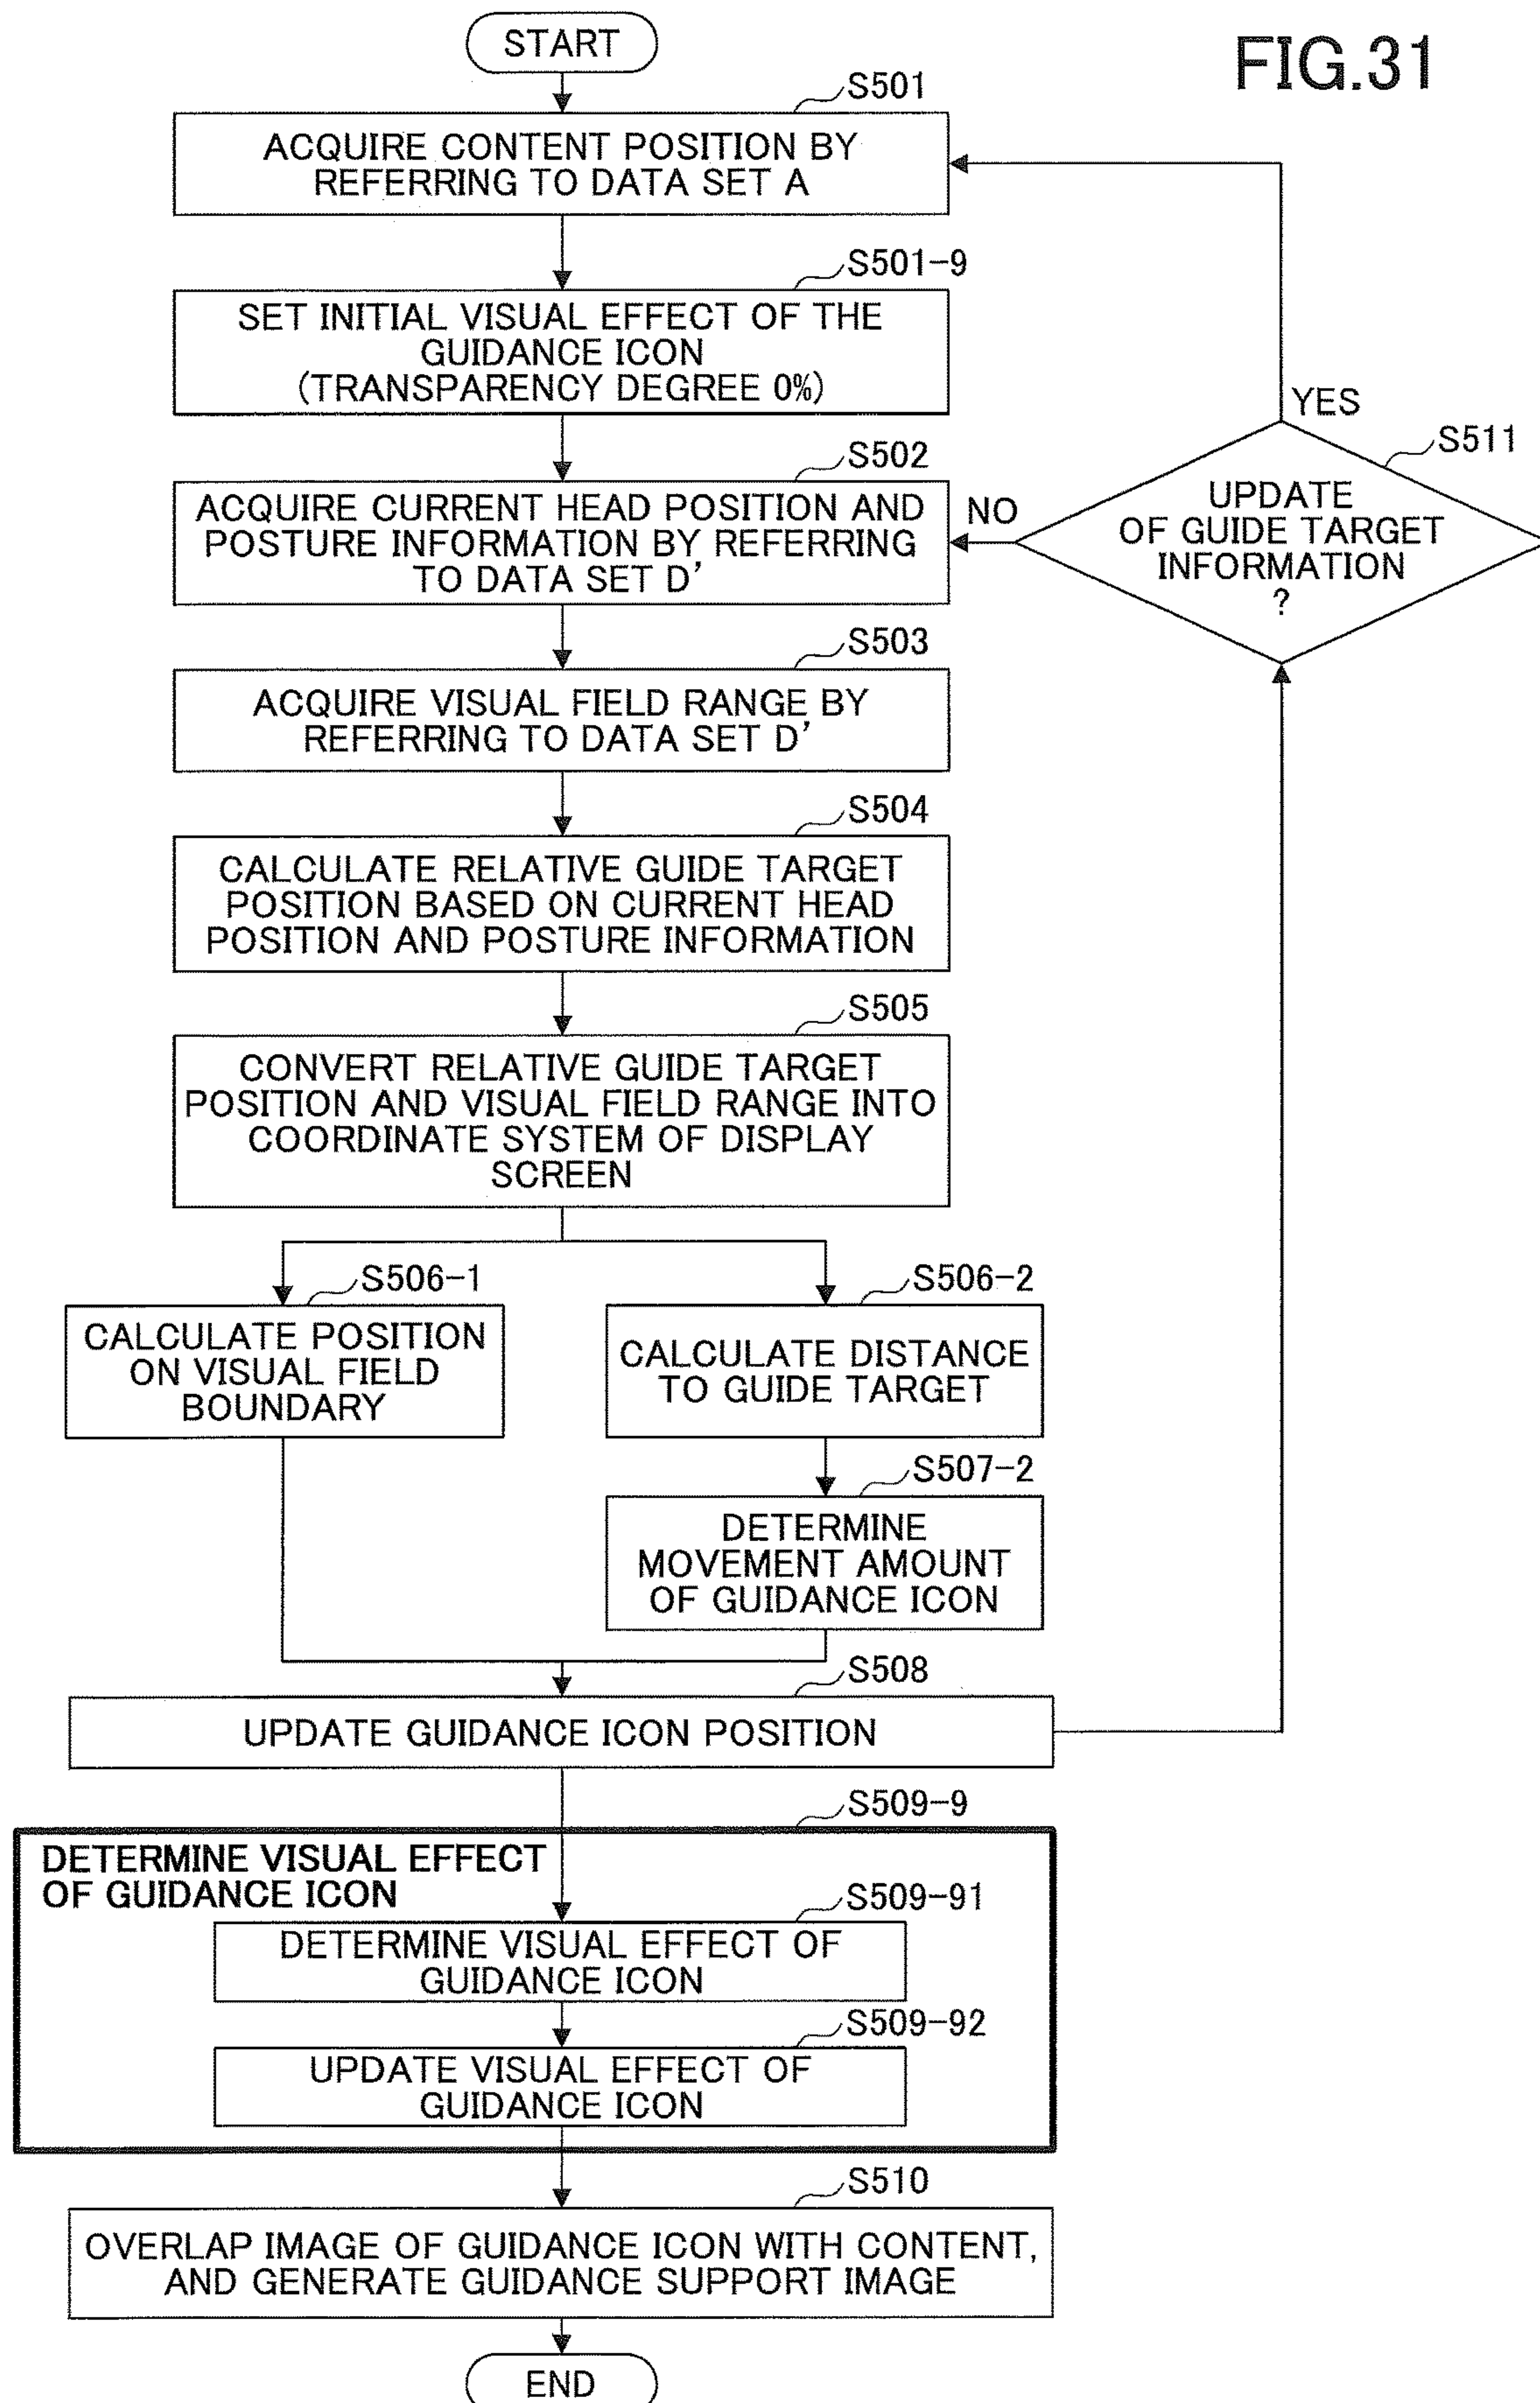 FIG.31
START
S501
ACQUIRE CONTENT POSITION BY
REFERRING TO DATA SET A
S501-9
SET INITIAL VISUAL EFFECT OF THE
GUIDANCE ICON
(TRANSPARENCY DEGREE 0%)
YES
S511
UPDATE
OF GUIDE TARGET
INFORMATION
?
NO
S502
ACQUIRE CURRENT HEAD POSITION AND
POSTURE INFORMATION BY REFERRING
TO DATA SET D'
S503
ACQUIRE VISUAL FIELD RANGE BY
REFERRING TO DATA SET D'
S504
CALCULATE RELATIVE GUIDE TARGET
POSITION BASED ON CURRENT HEAD
POSITION AND POSTURE INFORMATION
S505
CONVERT RELATIVE GUIDE TARGET
POSITION AND VISUAL FIELD RANGE INTO
COORDINATE SYSTEM OF DISPLAY
SCREEN
S506-1
CALCULATE POSITION
ON VISUAL FIELD
BOUNDARY
S506-2
CALCULATE DISTANCE
TO GUIDE TARGET
S507-2
DETERMINE
MOVEMENT AMOUNT
OF GUIDANCE ICON
S508
UPDATE GUIDANCE ICON POSITION
S509-9
DETERMINE VISUAL EFFECT
OF GUIDANCE ICON
S509-91
DETERMINE VISUAL EFFECT OF
GUIDANCE ICON
S509-92
UPDATE VISUAL EFFECT OF
GUIDANCE ICON
S510
OVERLAP IMAGE OF GUIDANCE ICON WITH CONTENT,
AND GENERATE GUIDANCE SUPPORT IMAGE
END